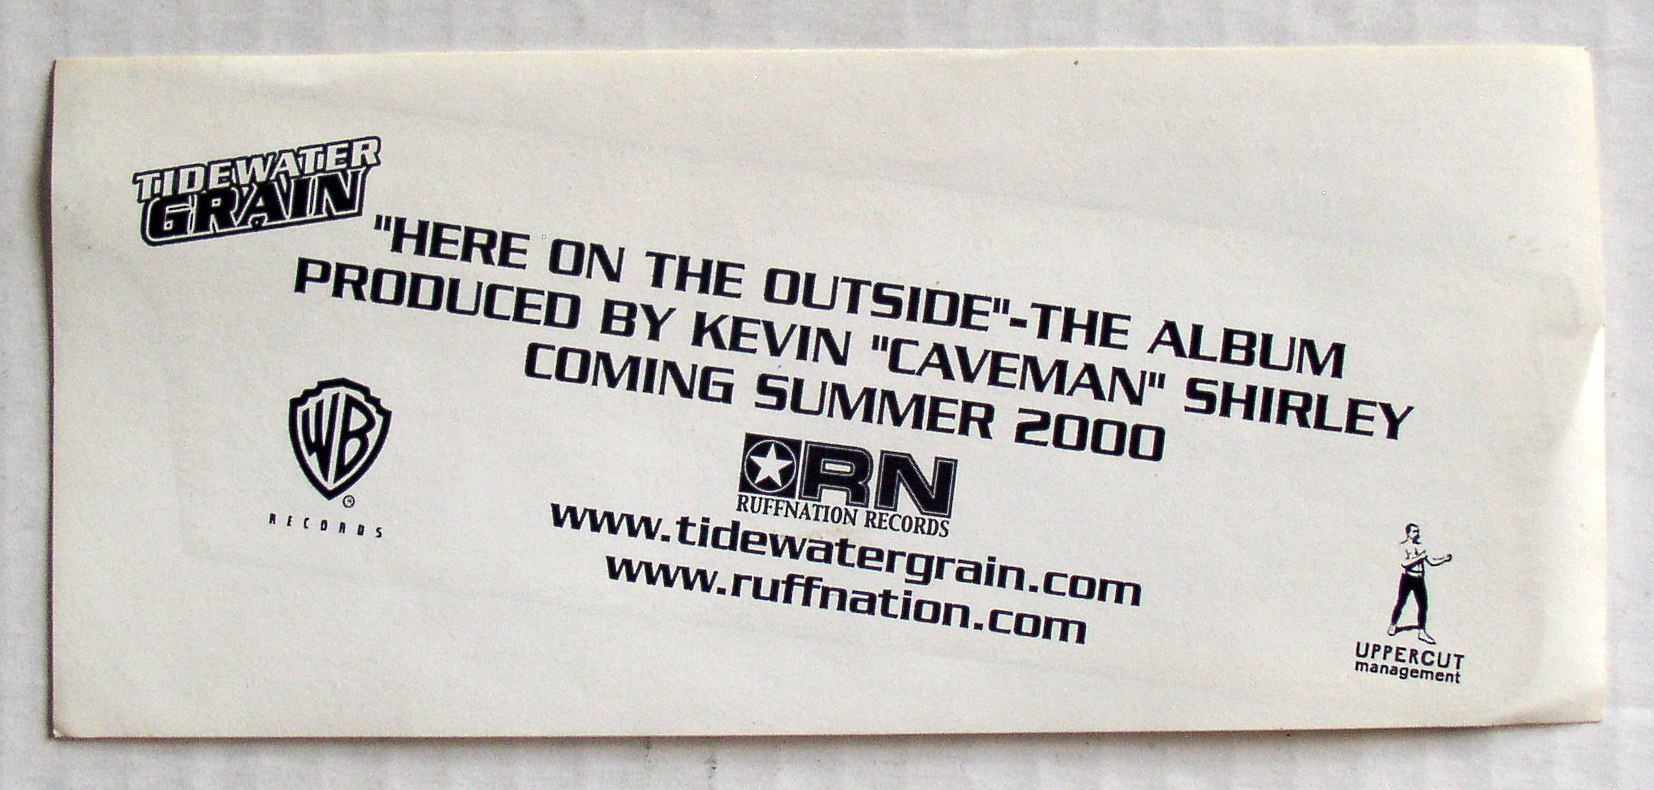 TIDEWATER
GRAIN
"HERE ON THE OUTSIDE"-THE ALBUM
PRODUCED BY KEVIN "CAVEMAN" SHIRLEY
COMING SUMMER 2000
WB
®
RECORDS
RN
RUFFNATION RECORDS
www.tidewatergrain.com
www.ruffnation.com
UPPERCUT
management